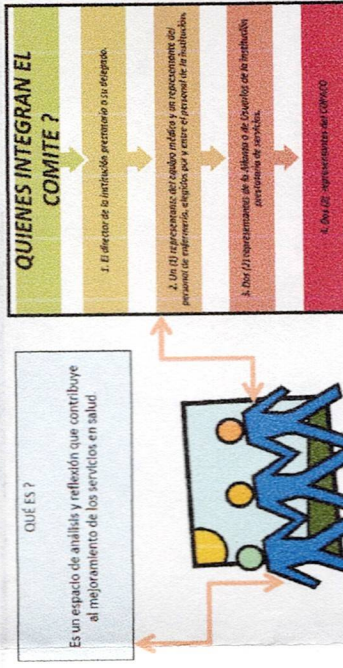 QUÉ ES ?
Es un espacio de análisis y reflexión que contribuye
al mejoramiento de los servicios en salud
QUIENES INTEGRAN EL
COMITE ?
1. El director de la institución prestataria o su delegado.
2. Un (1) representante del equipo médico y un representante del
personal de enfermería, elegidos por y entre el personal de la institución.
3. Dos (2) representantes de la Alianza o de Usuarios de la institución
prestataria de servicios.
4. Dos (2) representantes del COPACO